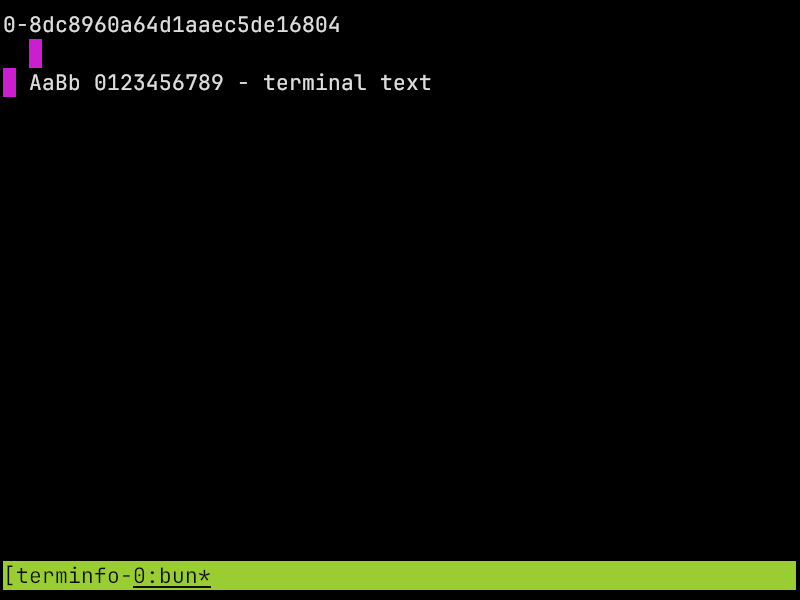 0-8dc8960a64d1aaec5de16804
AaBb 0123456789 - terminal text
[terminfo-0:bun*